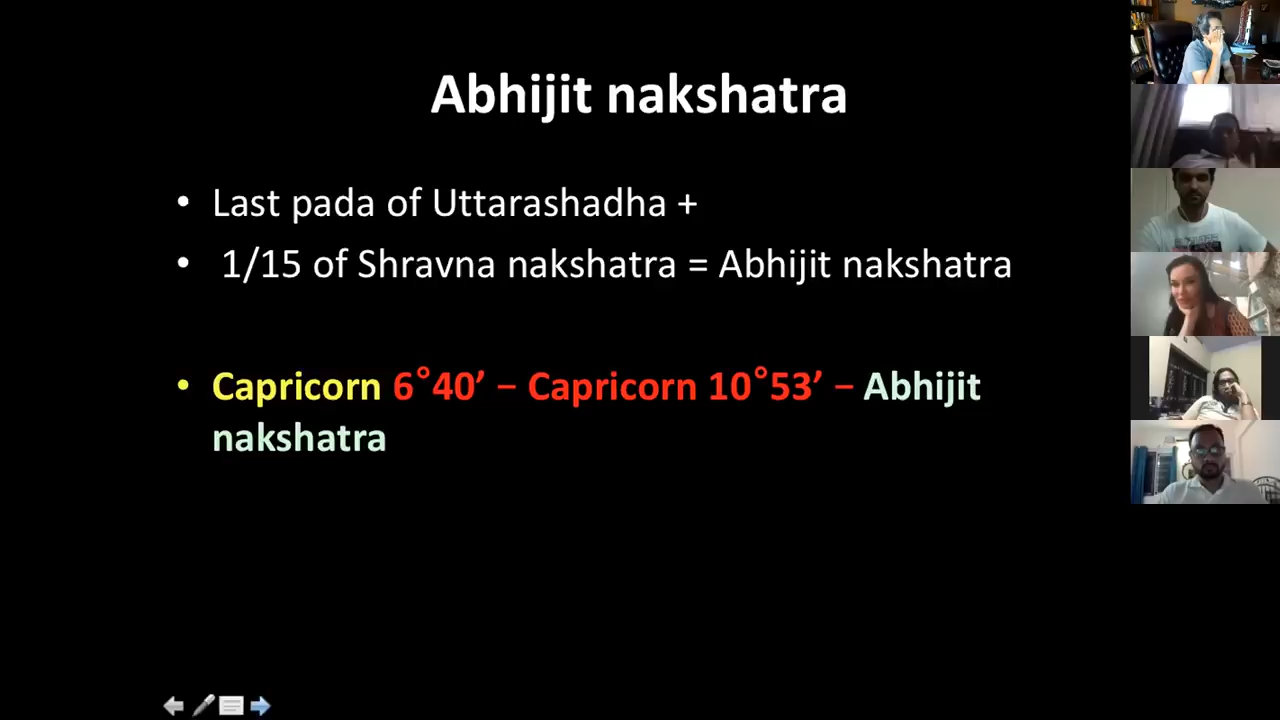 Abhijit nakshatra
• Last pada of Uttarashadha +
• 1/15 of Shravna nakshatra = Abhijit nakshatra
• Capricorn 6°40’ – Capricorn 10°53’ – Abhijit
nakshatra